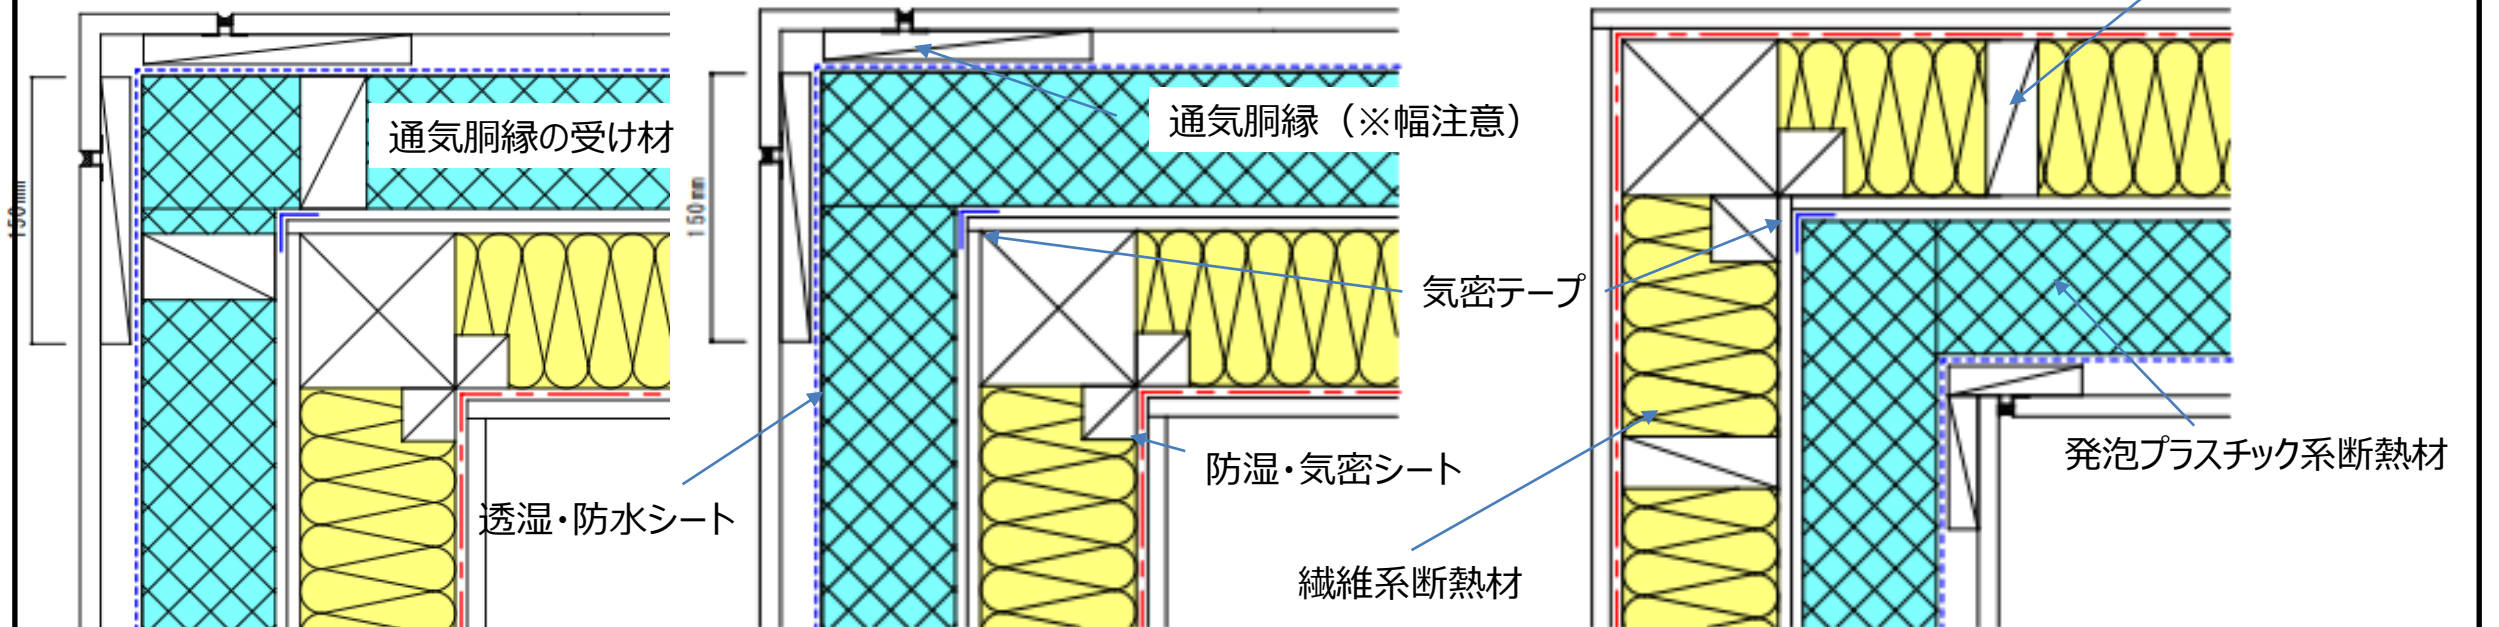 通気胴縁の受け材
通気胴縁（※幅注意）
150mm
150mm
気密テープ
防湿・気密シート
発泡プラスチック系断熱材
透湿・防水シート
繊維系断熱材